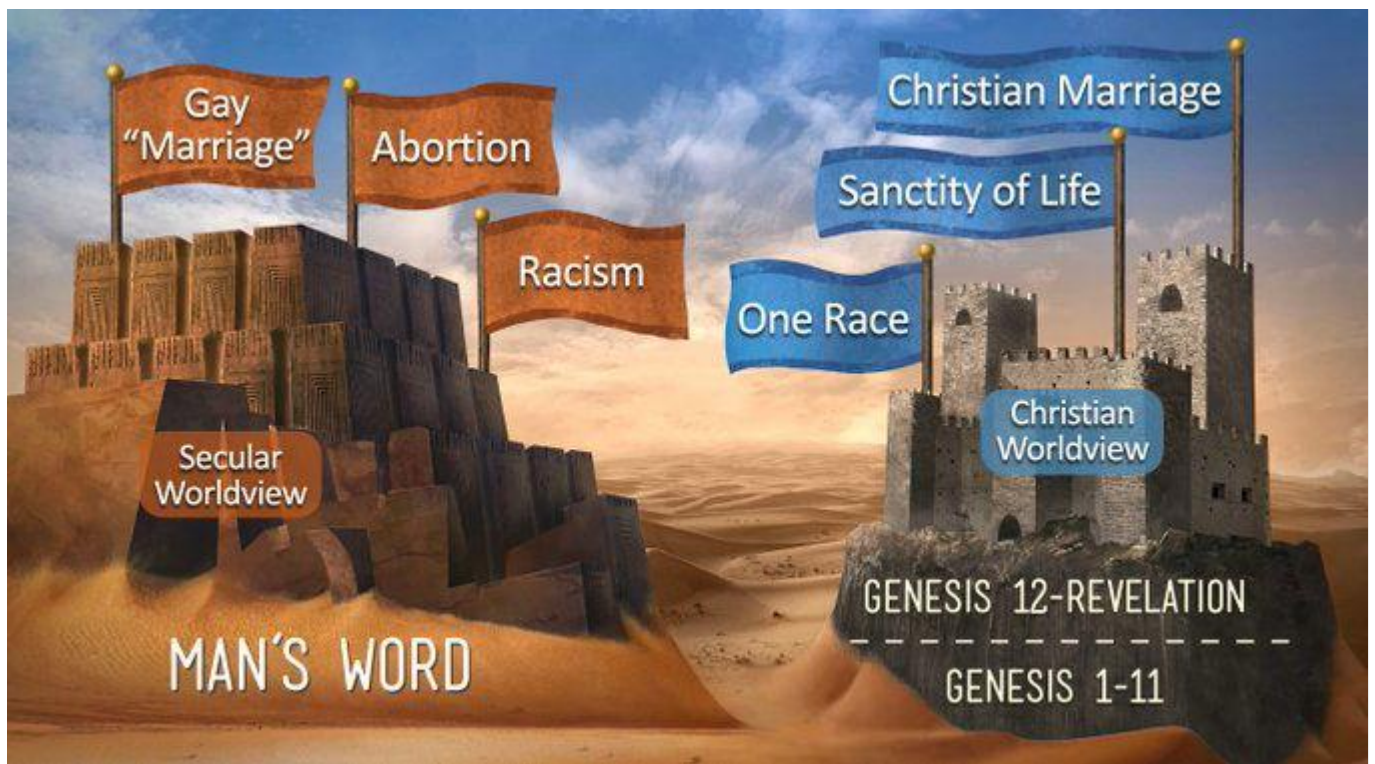 Gay
“Marriage”
Abortion
Racism
Secular
Worldview
MAN'S WORD
Christian Marriage
Sanctity of Life
One Race
Christian
Worldview
GENESIS 12-REVELATION
GENESIS 1-11